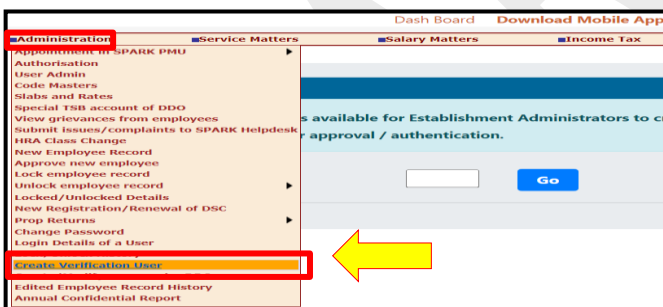 Dash Board Download Mobile App
Administration Service Matters Salary Matters Income Tax
Appointment in SPARK PMU
Authorisation
User Admin
Code Masters
Slabs and Rates
Special TSB account of DDO
View grievances from employees
s available for Establishment Administrators to c
Submit issues/complaints to SPARK Helpdesk
r approval / authentication.
HRA Class Change
New Employee Record
Approve new employee
Lock employee record
Go
Unlock employee record
Locked/Unlocked Details
New Registration/Renewal of DSC
Prop Returns
Change Password
Login Details of a User
Create Verification User
Edited Employee Record History
Annual Confidential Report